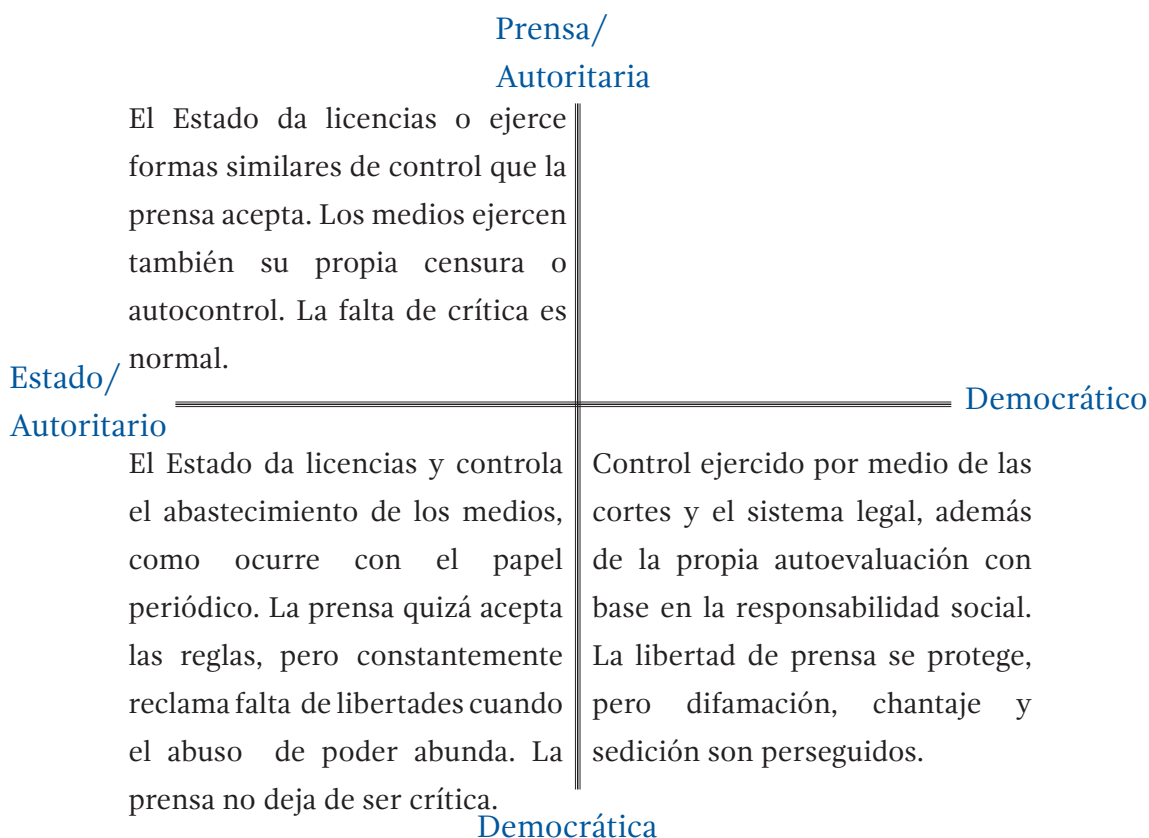 Prensa/
Autoritaria
El Estado da licencias o ejerce
formas similares de control que la
prensa acepta. Los medios ejercen
también su propia censura o
autocontrol. La falta de crítica es
normal.
Estado/
Autoritario
Democrático
El Estado da licencias y controla
el abastecimiento de los medios,
como ocurre con el papel
periódico. La prensa quizá acepta
las reglas, pero constantemente
reclama falta de libertades cuando
el abuso de poder abunda. La
prensa no deja de ser crítica.
Control ejercido por medio de las
cortes y el sistema legal, además
de la propia autoevaluación con
base en la responsabilidad social.
La libertad de prensa se protege,
pero difamación, chantaje y
sedición son perseguidos.
Democrática